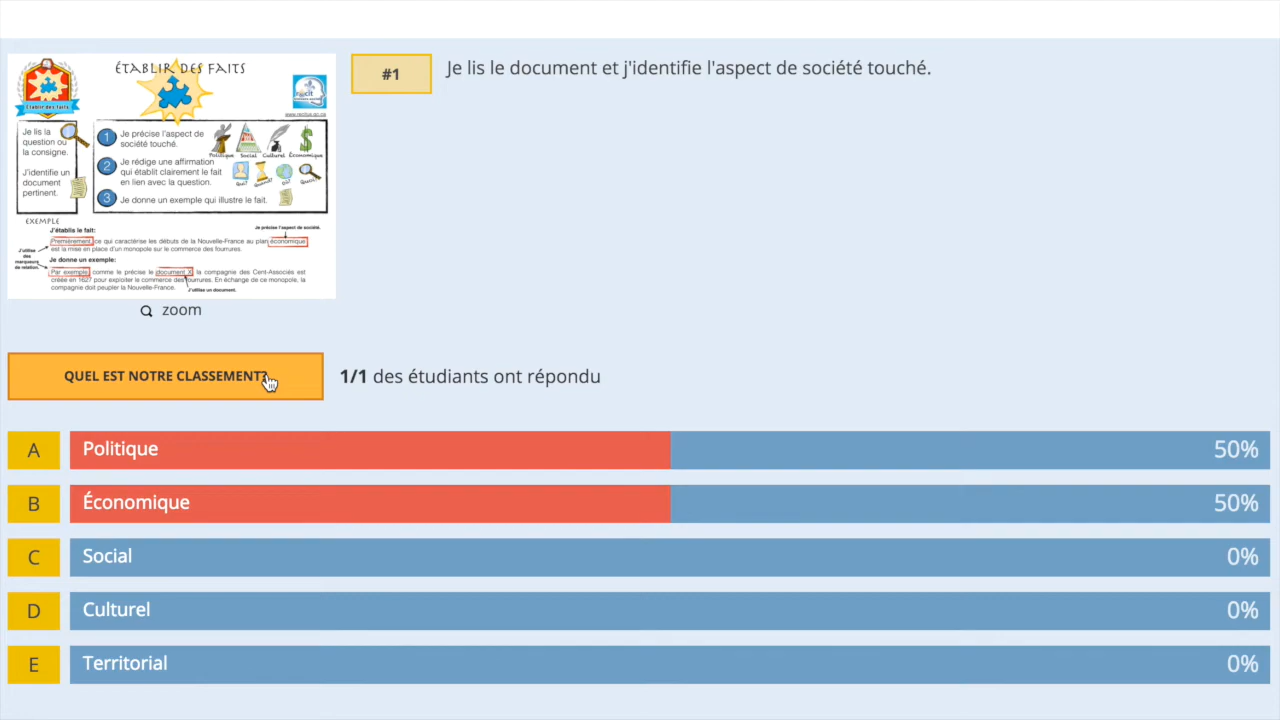 ÉTABLIR DES FAITS
Établir des faits
récit
www.recitus.qc.ca
Je lis la
question ou
la consigne.
J'identifie un
document
pertinent.
1 Je précise l'aspect de
société touché.
Politique Social Culturel Économique
2 Je rédige une affirmation
qui établit clairement le fait
en lien avec la question.
Qui? Quand? Où? Quoi?
3 Je donne un exemple qui illustre le fait.
EXEMPLE
J'établis le fait:
Je précise l'aspect de société.
Premièrement, ce qui caractérise les débuts de la Nouvelle-France au plan économique
est la mise en place d'un monopole sur le commerce des fourrures.
J'utilise
des
marqueurs
de relation.
Je donne un exemple:
Par exemple, comme le précise le document X, la compagnie des Cent-Associés est
créée en 1627 pour exploiter le commerce des fourrures. En échange de ce monopole, la
compagnie doit peupler la Nouvelle-France.
J'utilise un document.
zoom
#1
Je lis le document et j'identifie l'aspect de société touché.
QUEL EST NOTRE CLASSEMENT?
1/1 des étudiants ont répondu
A Politique 50%
B Économique 50%
C Social 0%
D Culturel 0%
E Territorial 0%